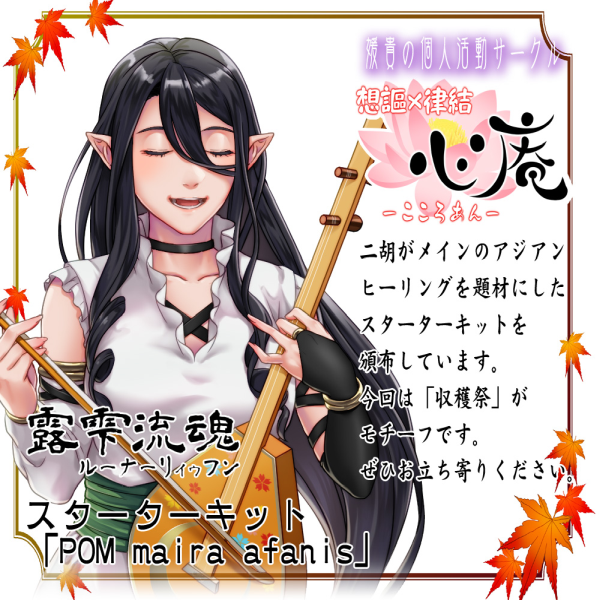 媛貴の個人活動サークル
想謳×律結
心庵
-こころあん-
二胡がメインのアジアン
ヒーリングを題材にした
スターターキットを
頒布しています。
今回は「収穫祭」が
モチーフです。
ぜひお立ち寄りください。
露雫流魂
ルーナーリィゥフン
スターターキット
「POM maira afanis」